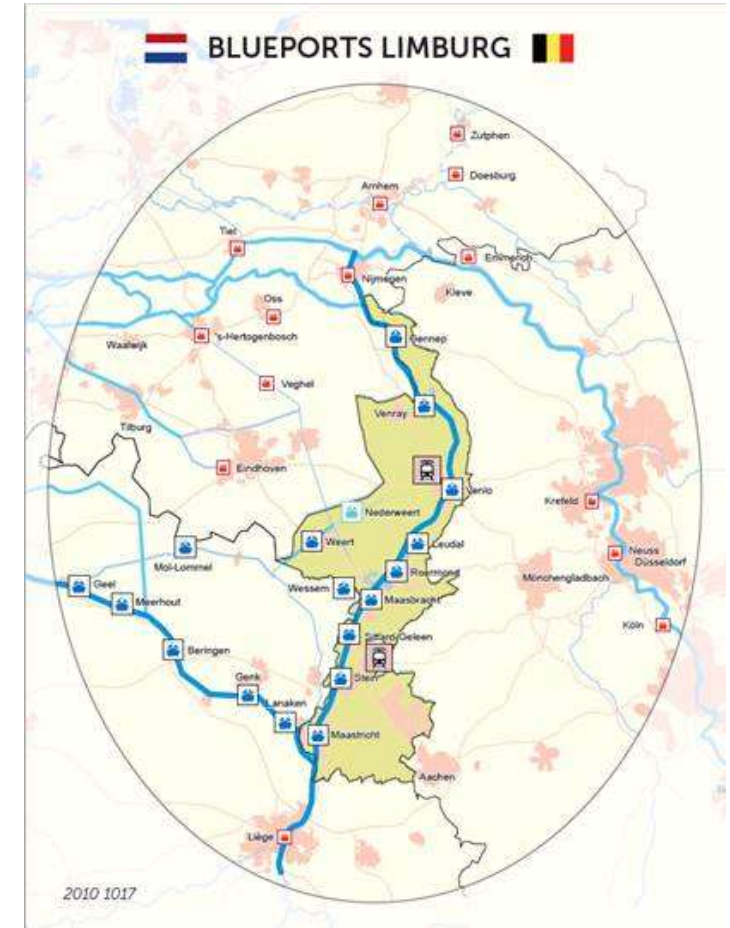 BLUEPORTS LIMBURG
Zutphen
Doesburg
Arnhem
Tiel
Emmerich
Nijmegen
Kleve
Oss
's-Hertogenbosch
Gennep
Waalwijk
Veghel
Venray
Tilburg
Eindhoven
Venlo
Krefeld
Nederweert
Weert
Leudal
Mol-Lommel
Neuss
Düsseldorf
Roermond
Mönchengladbach
Geel
Wessem
Meerhout
Maasbracht
Köln
Sittard-Geleen
Beringen
Genk
Stein
Lanaken
Maastricht
Aachen
Liège
2010 1017